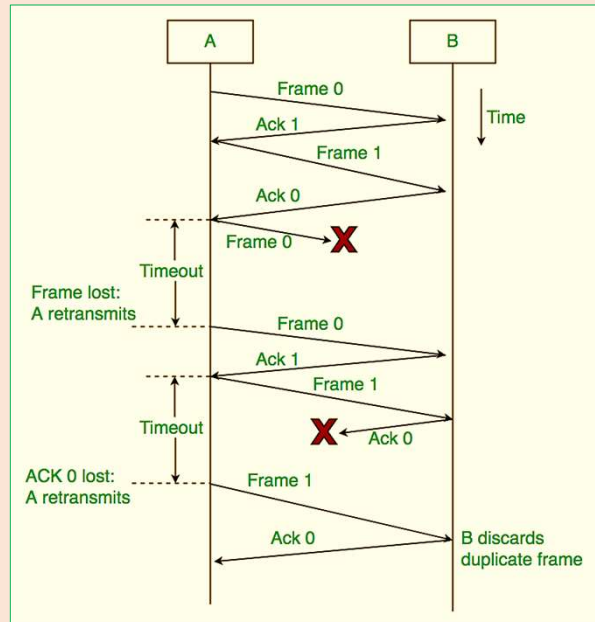 A
B
Frame 0
Time
Ack 1
Frame 1
Ack 0
Frame 0
X
Timeout
Frame lost:
A retransmits
Frame 0
Ack 1
Frame 1
Timeout
X
Ack 0
ACK 0 lost:
A retransmits
Frame 1
Ack 0
B discards
duplicate frame